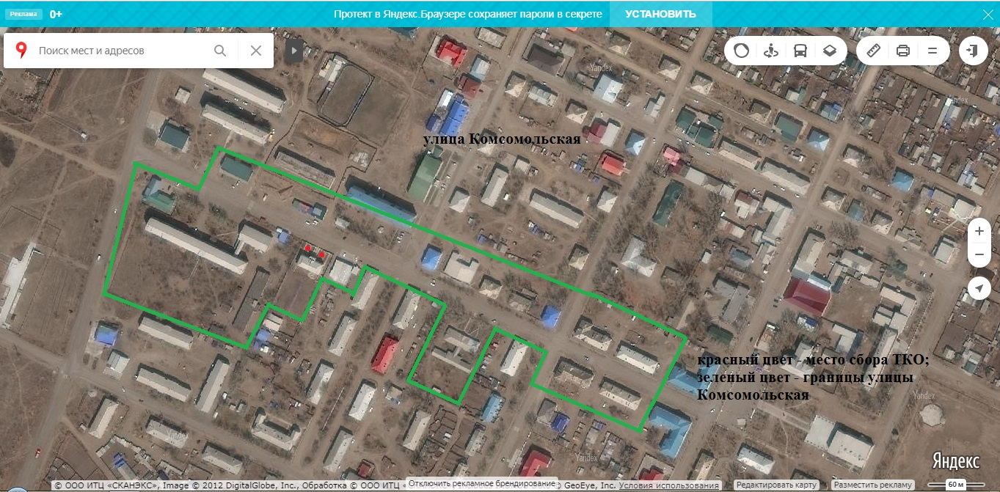 Реклама 0+ Протект в Яндекс.Браузере сохраняет пароли в секрете УСТАНОВИТЬ
Поиск мест и адресов
Yandex
Yandex
улица Комсомольская
красный цвет - место сбора ТКО;
зеленый цвет - границы улицы
Комсомольская
Yandex
Yandex
Yandex
Яндекс
© ООО ИТЦ «СКАНЭКС», Image © 2012 DigitalGlobe, Inc., Обработка © ООО ИТЦ « Отключить рекламное брендирование GeoEye, Inc. Условия использования Редактировать карту Разместить рекламу 60 м